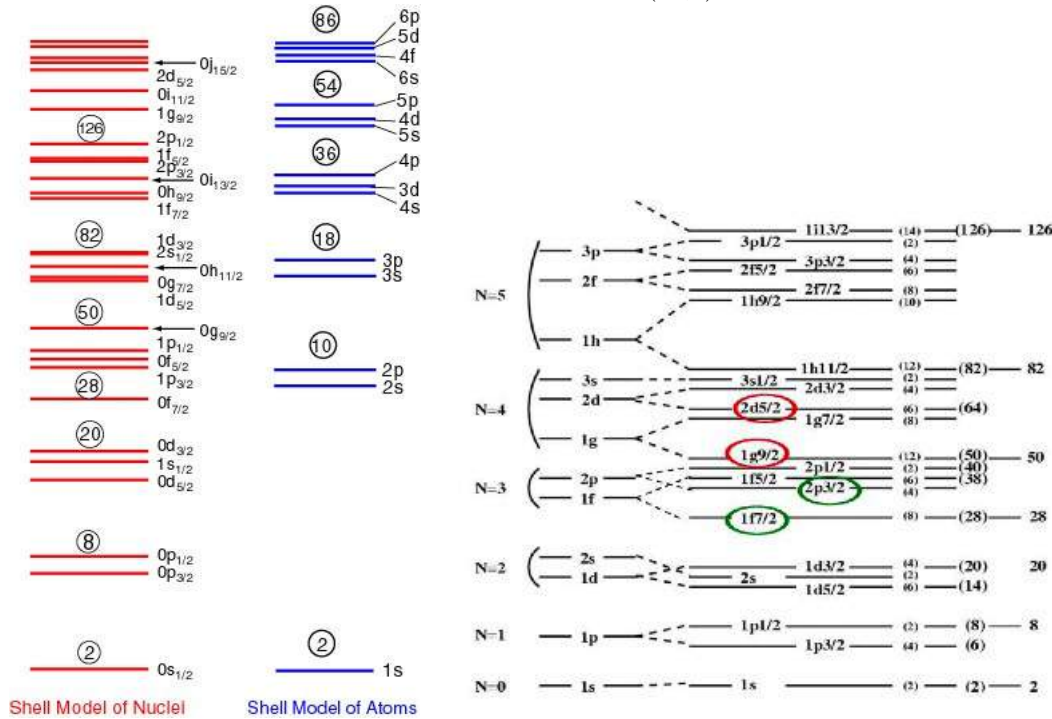 86
6p
5d
4f
6s
0j15/2
2d5/2
0i11/2
1g9/2
126
2p1/2
1f5/2
2p3/2
0i13/2
0h9/2
1f7/2
82
1d3/2
2s1/2
0h11/2
0g7/2
1d5/2
50
0g9/2
1p1/2
0f5/2
1p3/2
28
0f7/2
20
0d3/2
1s1/2
0d5/2
8
0p1/2
0p3/2
2
0s1/2
Shell Model of Nuclei
54
5p
4d
5s
36
4p
3d
4s
18
3p
3s
10
2p
2s
2
1s
Shell Model of Atoms
1i13/2 (14) (126) 126
3p 3p1/2 (2)
3p3/2 (4)
2f 2f5/2 (6)
N=5 2f7/2 (8)
1h9/2 (10)
1h
1h11/2 (12) (82) 82
3s 3s1/2 (2)
2d 2d3/2 (4)
N=4 2d5/2 (6) (64)
1g7/2 (8)
1g
1g9/2 (12) (50) 50
2p1/2 (2) (40)
N=3 2p 1f5/2 (6) (38)
2p3/2 (4)
1f
1f7/2 (8) (28) 28
2s
N=2 1d3/2 (4) (20) 20
1d 2s (2)
1d5/2 (6) (14)
1p1/2 (2) (8) 8
N=1 1p
1p3/2 (4) (6)
N=0 1s 1s (2) (2) 2